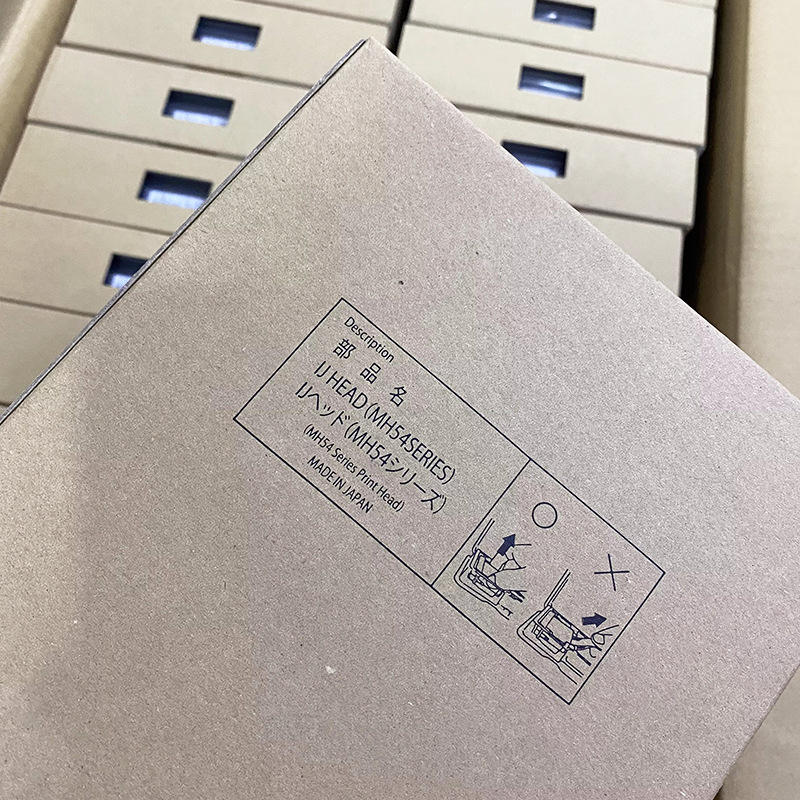 Description
部品名
IJ HEAD (MH54SERIES)
IJヘッド (MH54シリーズ)
(MH54 Series Print Head)
MADE IN JAPAN